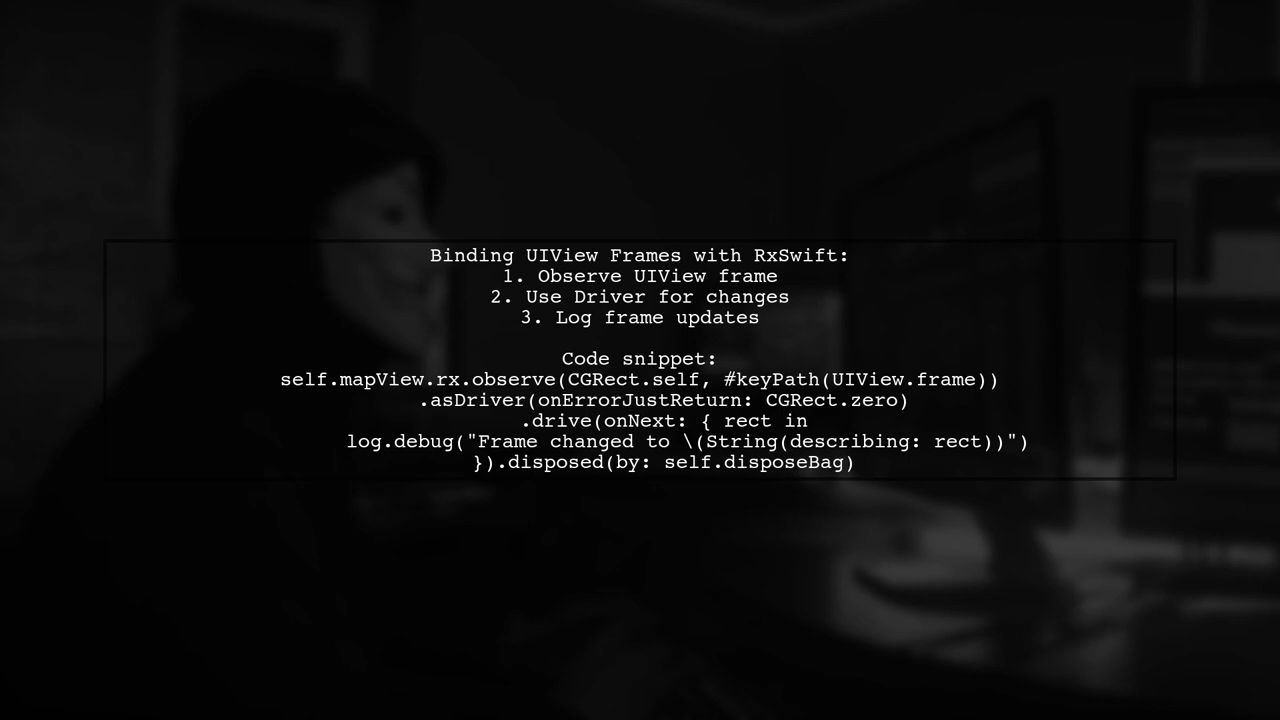 Binding UIView Frames with RxSwift:
1. Observe UIView frame
2. Use Driver for changes
3. Log frame updates
Code snippet:
self.mapView.rx.observe(CGRect.self, #keyPath(UIView.frame))
.asDriver(onErrorJustReturn: CGRect.zero)
.drive(onNext: { rect in
log.debug("Frame changed to \(String(describing: rect))")
}).disposed(by: self.disposeBag)